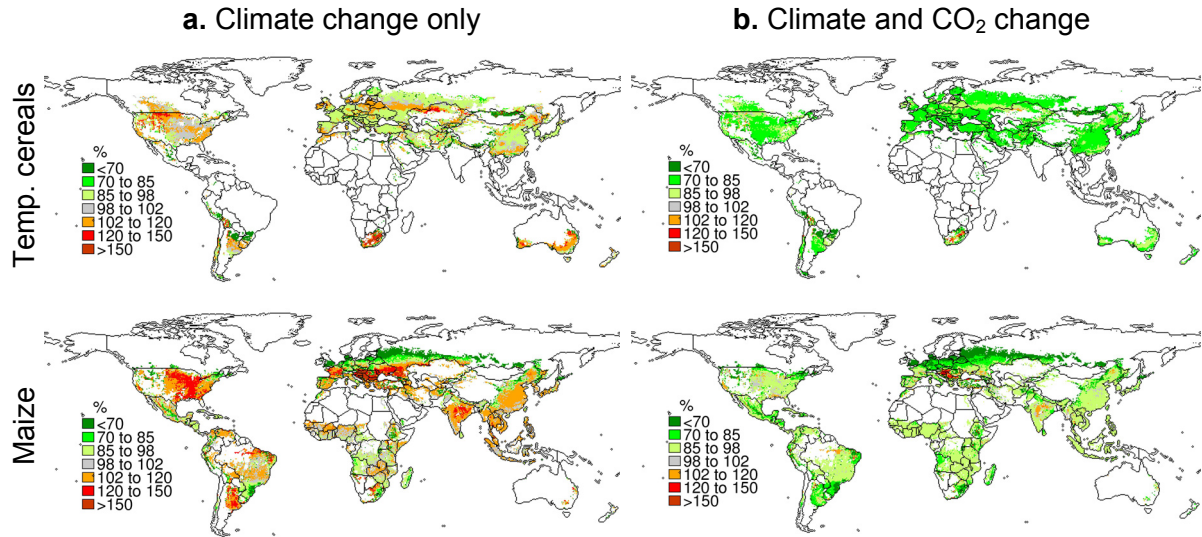 a. Climate change only
b. Climate and CO₂ change
Temp. cereals
%
<70
70 to 85
85 to 98
98 to 102
102 to 120
120 to 150
>150
%
<70
70 to 85
85 to 98
98 to 102
102 to 120
120 to 150
>150
Maize
%
<70
70 to 85
85 to 98
98 to 102
102 to 120
120 to 150
>150
%
<70
70 to 85
85 to 98
98 to 102
102 to 120
120 to 150
>150